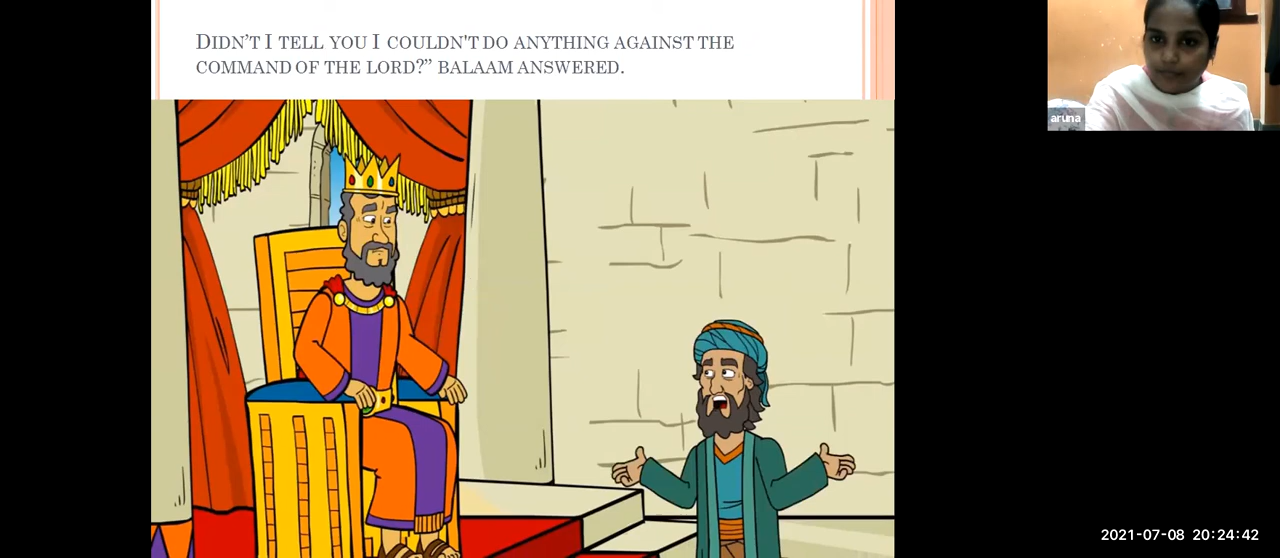 DIDN’T I TELL YOU I COULDN'T DO ANYTHING AGAINST THE
COMMAND OF THE LORD?” BALAAM ANSWERED.
aruna
2021-07-08 20:24:42